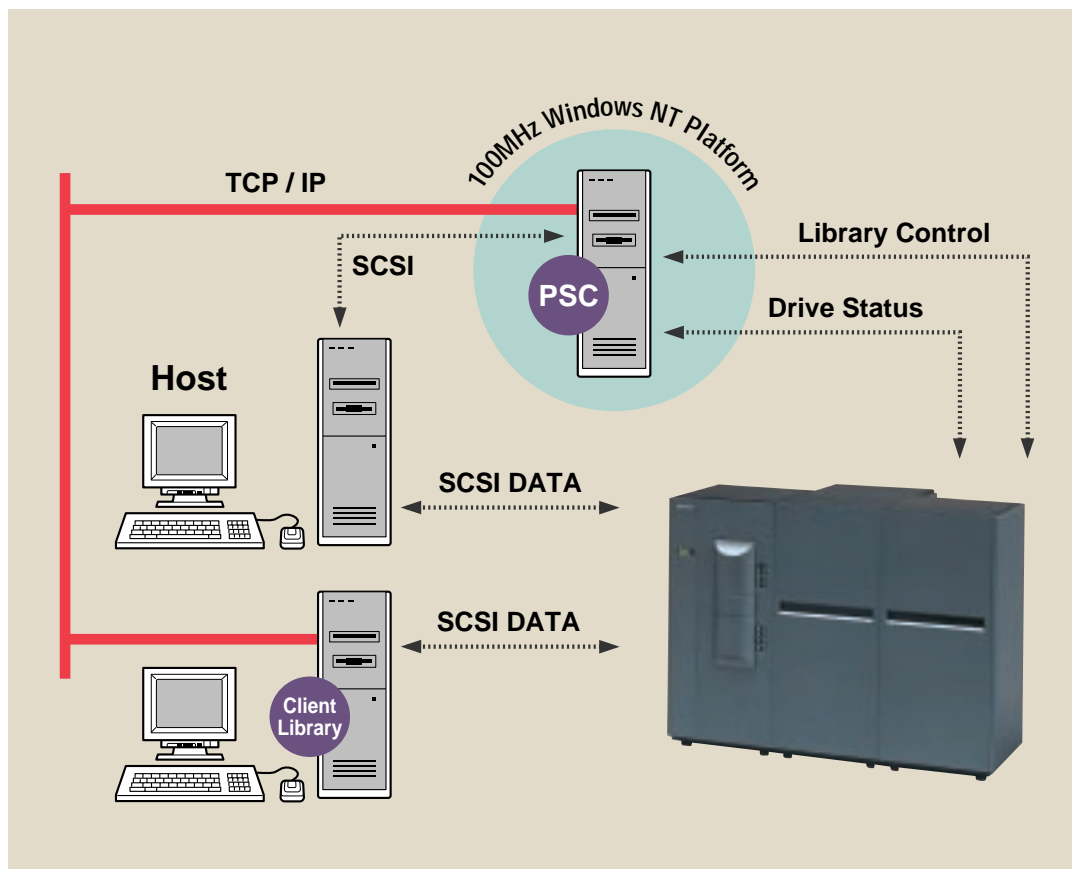 100MHz Windows NT Platform
TCP / IP
SCSI
PSC
Library Control
Drive Status
Host
SCSI DATA
SCSI DATA
Client
Library